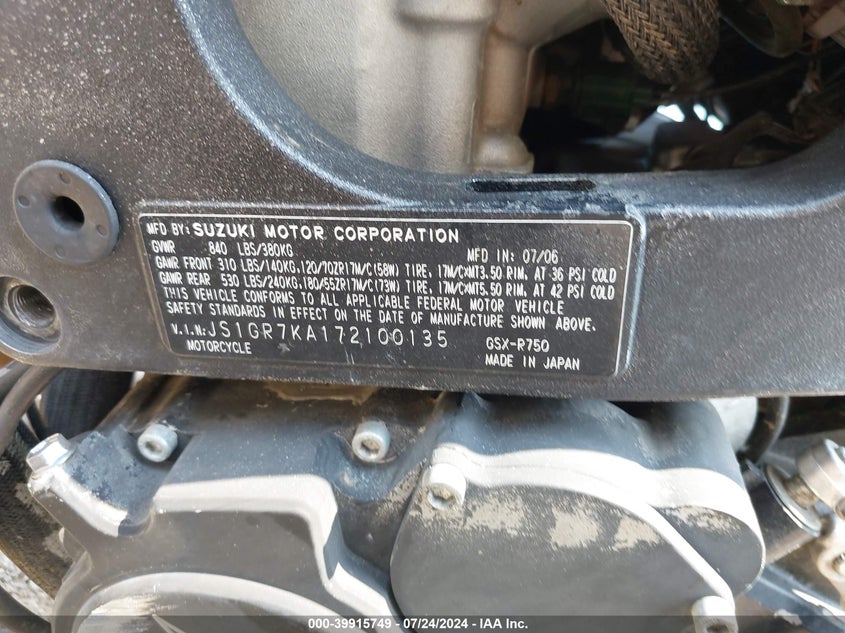 MFD BY: SUZUKI MOTOR CORPORATION
GVWR 840 LBS/380KG MFD IN: 07/06
GAWR FRONT 310 LBS/140KG,120/70ZR17M/C(58W) TIRE, 17M/CXMT3.50 RIM, AT 36 PSI COLD
GAWR REAR 530 LBS/240KG,180/55ZR17M/C(73W) TIRE, 17M/CXMT5.50 RIM, AT 42 PSI COLD
THIS VEHICLE CONFORMS TO ALL APPLICABLE FEDERAL MOTOR VEHICLE
SAFETY STANDARDS IN EFFECT ON THE DATE OF MANUFACTURE SHOWN ABOVE.
V.I.N: JS1GR7KA172100135 GSX-R750
MOTORCYCLE MADE IN JAPAN
000-39915749 / 07/24/2024 - IAA Inc.